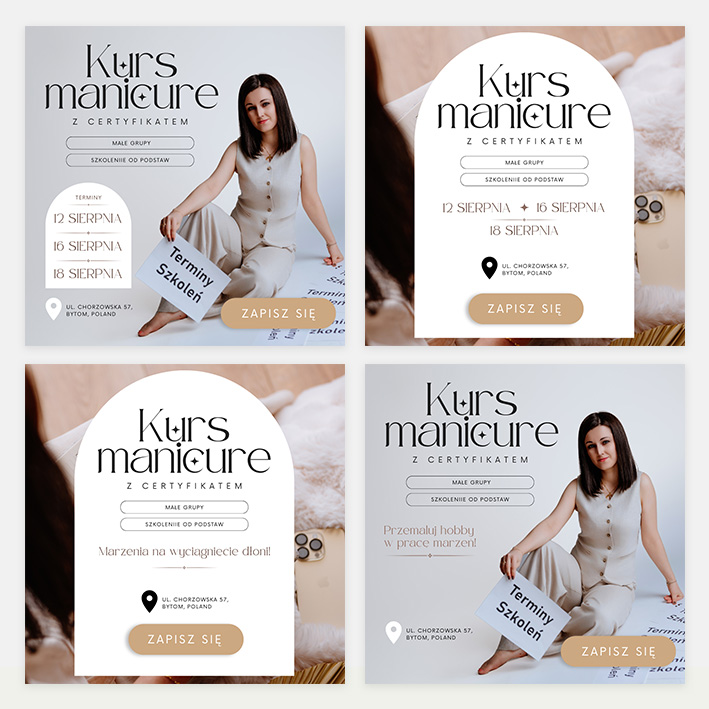 Kurs
manicure
Z CERTYFIKATEM
MAŁE GRUPY
SZKOLENIIE OD PODSTAW
TERMINY
12 SIERPNIA
16 SIERPNIA
18 SIERPNIA
UL. CHORZOWSKA 57,
BYTOM, POLAND
Terminy
Szkoleń
ZAPISZ SIĘ
Kurs
manicure
Z CERTYFIKATEM
MAŁE GRUPY
SZKOLENIIE OD PODSTAW
12 SIERPNIA 16 SIERPNIA
18 SIERPNIA
UL. CHORZOWSKA 57,
BYTOM, POLAND
ZAPISZ SIĘ
Kurs
manicure
Z CERTYFIKATEM
MAŁE GRUPY
SZKOLENIIE OD PODSTAW
Marzenia na wyciągnięcie dłoni!
UL. CHORZOWSKA 57,
BYTOM, POLAND
ZAPISZ SIĘ
Kurs
manicure
Z CERTYFIKATEM
MAŁE GRUPY
SZKOLENIIE OD PODSTAW
Przemaluj hobby
w pracę marzeń!
Terminy
Szkoleń
UL. CHORZOWSKA 57,
BYTOM, POLAND
ZAPISZ SIĘ